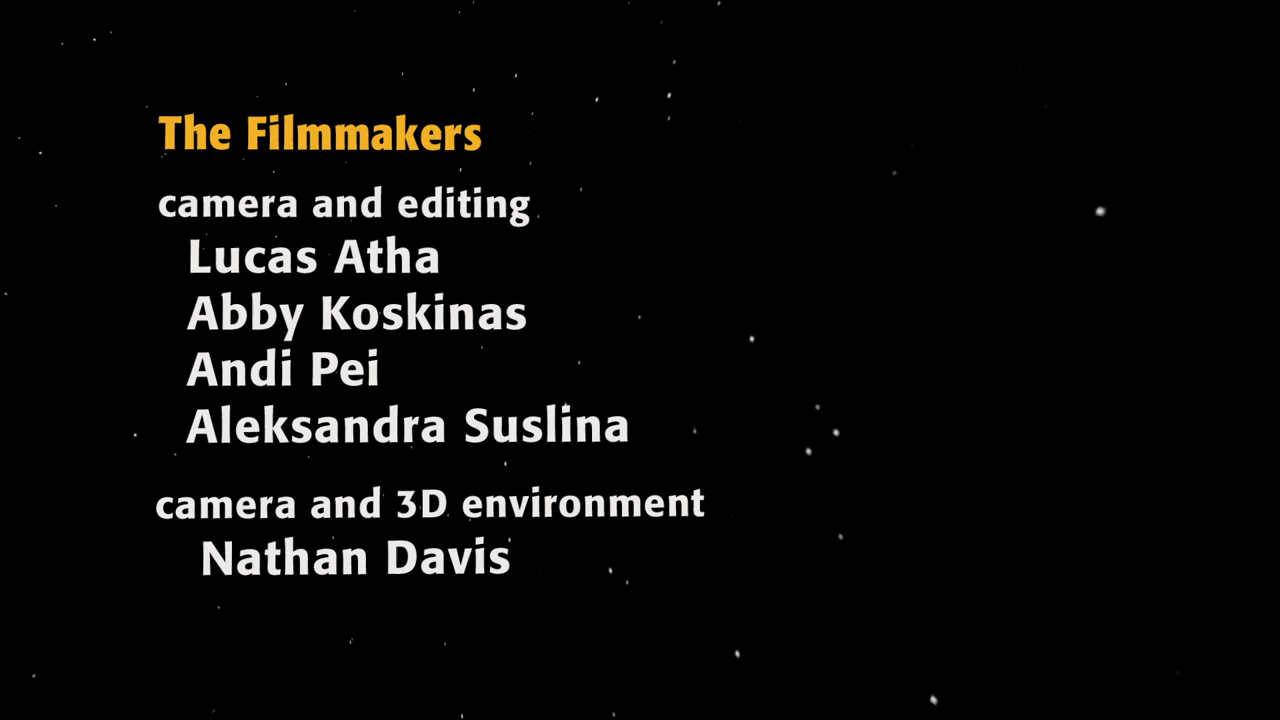 The Filmmakers
camera and editing
Lucas Atha
Abby Koskinas
Andi Pei
Aleksandra Suslina
camera and 3D environment
Nathan Davis